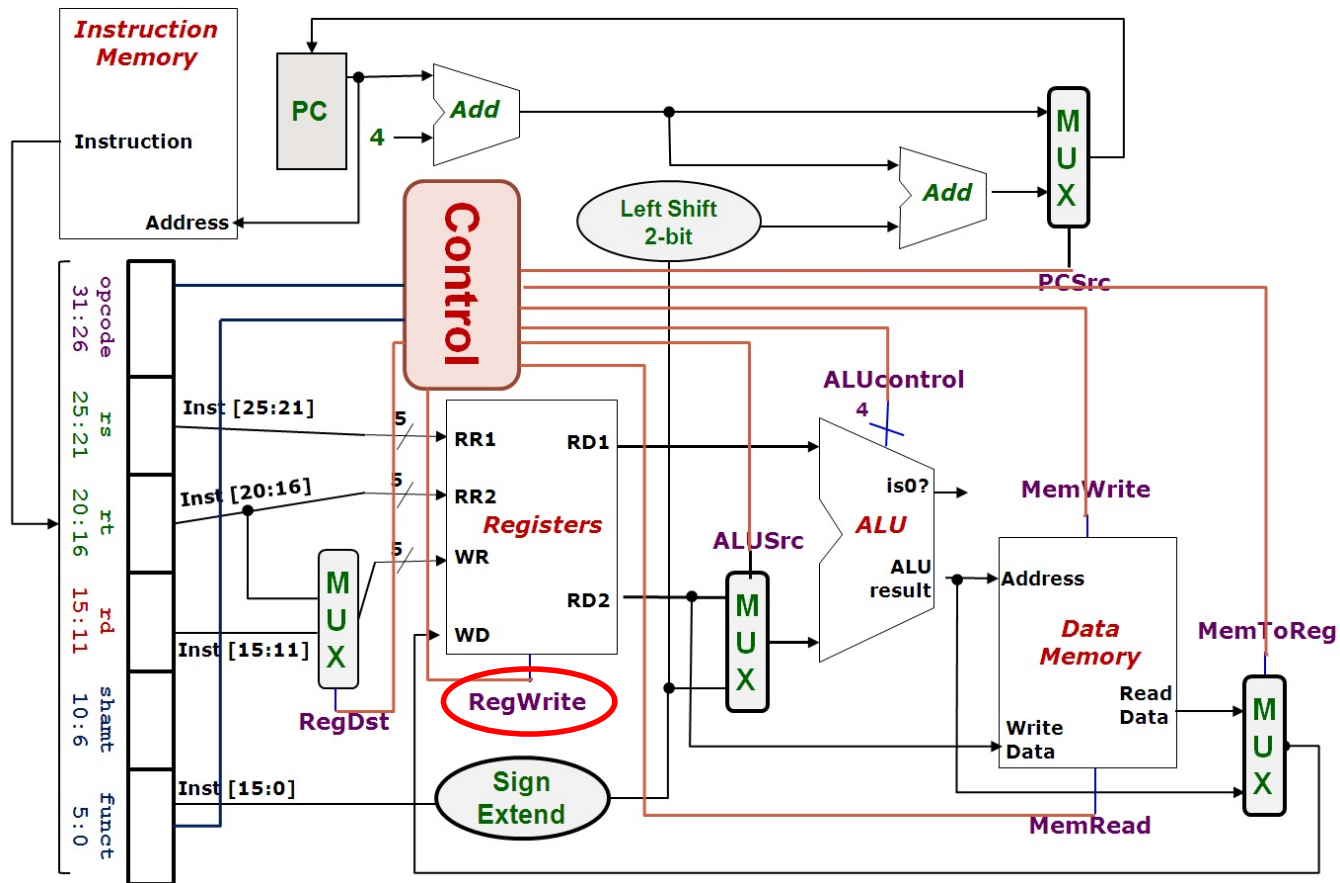 Instruction
Memory
Instruction
Address
PC
4
Add
Add
M
U
X
Left Shift
2-bit
Control
PCSrc
opcode
31:26
rs
25:21
rt
20:16
rd
15:11
shamt
10:6
funct
5:0
Inst [25:21]
5
Inst [20:16]
5
5
M
U
X
Inst [15:11]
RegDst
Inst [15:0]
RR1
RR2
WR
WD
RD1
RD2
Registers
RegWrite
Sign
Extend
ALUSrc
M
U
X
ALUcontrol
4
is0?
ALU
ALU
result
MemWrite
Address
Data
Memory
Read
Data
Write
Data
MemRead
MemToReg
M
U
X